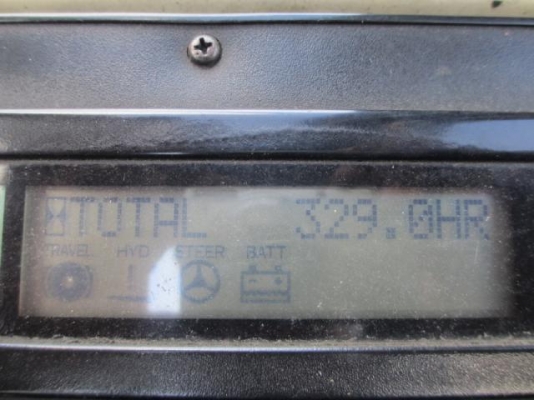 TOTAL 329.0HR
TRAVEL HYD STEER BATT